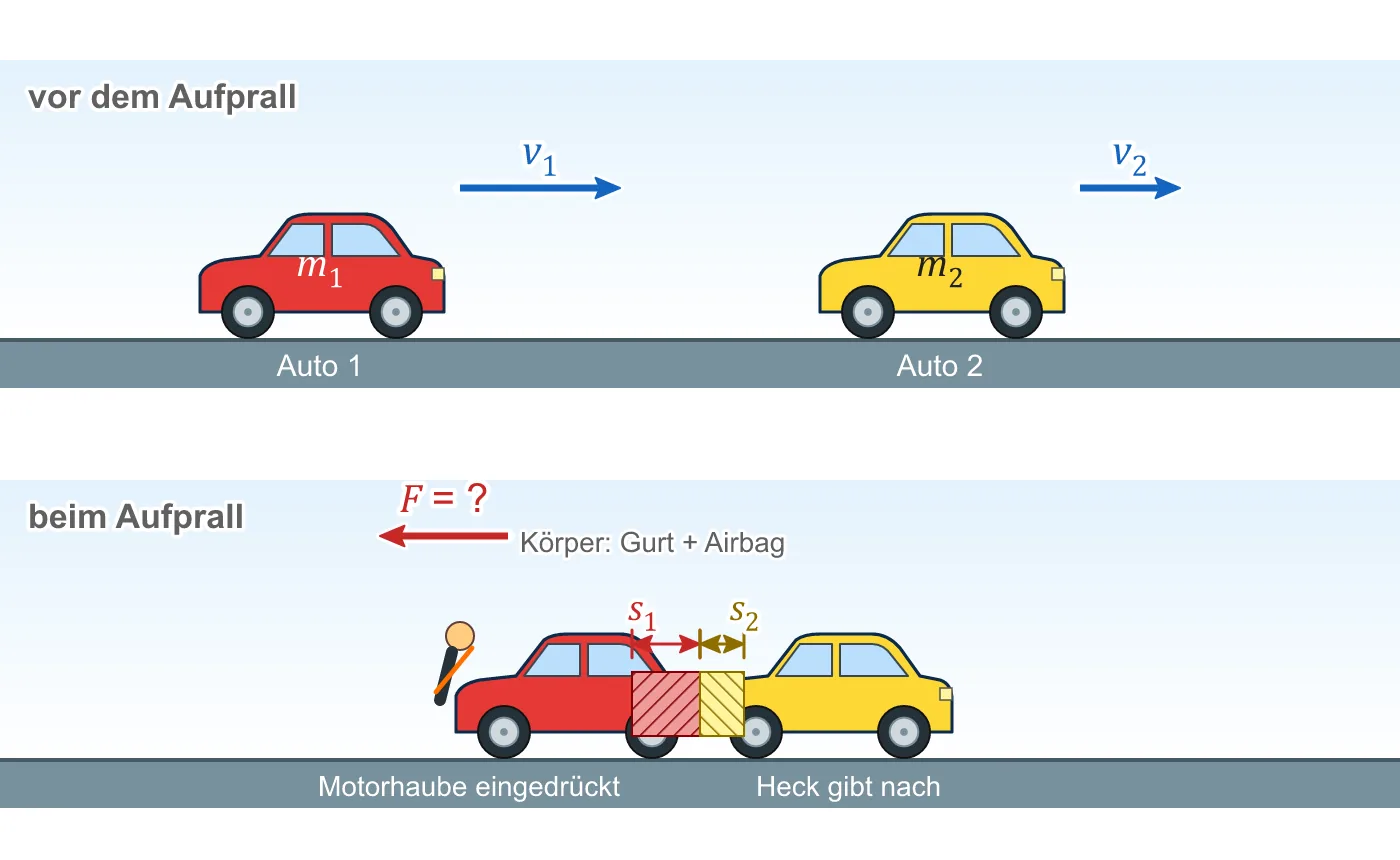 vor dem Aufprall
v₁
v₂
m₁
m₂
Auto 1
Auto 2
beim Aufprall
F = ?
Körper: Gurt + Airbag
s₁
s₂
Motorhaube eingedrückt
Heck gibt nach